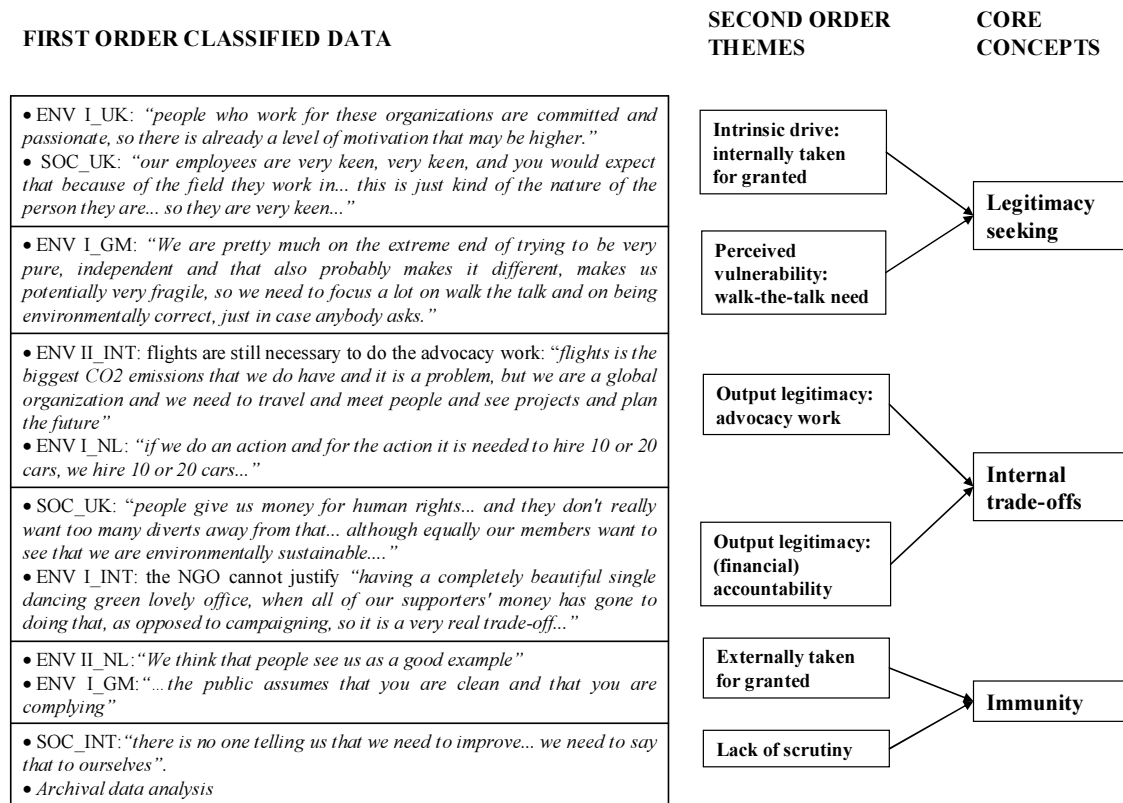 FIRST ORDER CLASSIFIED DATA
SECOND ORDER
THEMES
CORE
CONCEPTS
• ENV I_UK: “people who work for these organizations are committed and
passionate, so there is already a level of motivation that may be higher.”
• SOC_UK: “our employees are very keen, very keen, and you would expect
that because of the field they work in... this is just kind of the nature of the
person they are... so they are very keen...”
• ENV I_GM: “We are pretty much on the extreme end of trying to be very
pure, independent and that also probably makes it different, makes us
potentially very fragile, so we need to focus a lot on walk the talk and on being
environmentally correct, just in case anybody asks.”
• ENV II_INT: flights are still necessary to do the advocacy work: “flights is the
biggest CO2 emissions that we do have and it is a problem, but we are a global
organization and we need to travel and meet people and see projects and plan
the future”
• ENV I_NL: “if we do an action and for the action it is needed to hire 10 or 20
cars, we hire 10 or 20 cars...”
• SOC_UK: “people give us money for human rights... and they don't really
want too many diverts away from that... although equally our members want to
see that we are environmentally sustainable....”
• ENV I_INT: the NGO cannot justify “having a completely beautiful single
dancing green lovely office, when all of our supporters' money has gone to
doing that, as opposed to campaigning, so it is a very real trade-off...”
• ENV II_NL:“We think that people see us as a good example”
• ENV I_GM:“...the public assumes that you are clean and that you are
complying”
• SOC_INT:“there is no one telling us that we need to improve... we need to say
that to ourselves”.
• Archival data analysis
Intrinsic drive:
internally taken
for granted
Perceived
vulnerability:
walk-the-talk need
Output legitimacy:
advocacy work
Output legitimacy:
(financial)
accountability
Externally taken
for granted
Lack of scrutiny
Legitimacy
seeking
Internal
trade-offs
Immunity